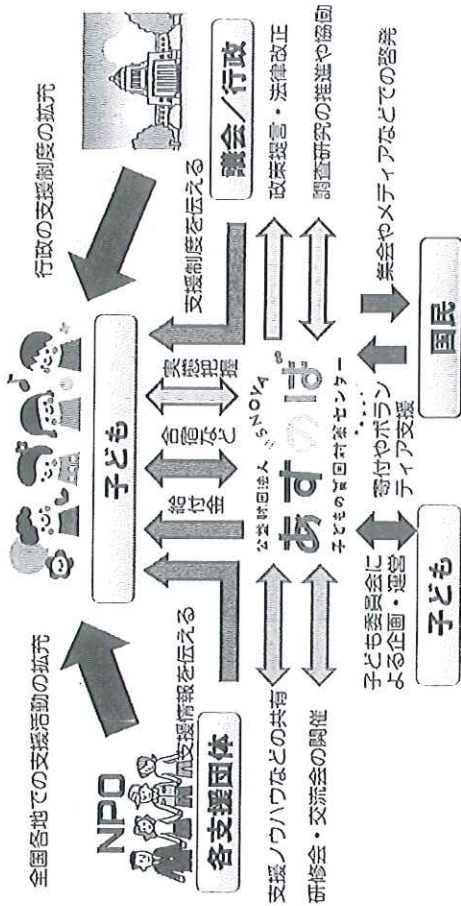 全国各地での支援活動の拡充
行政の支援制度の拡充
子ども
NPO
各支援団体
議会／行政
支援情報を伝える
給付金
合宿など
実態把握
支援制度を伝える
支援ノウハウなどの共有
研修会・交流会の開催
公益財団法人
あすのば
子どもの貧困対策センター
政策提言・法律改正
調査研究の推進や協働
子ども委員会に
よる企画・運営
寄付やボラン
ティア支援
集会やメディアなどでの啓発
子ども
国民